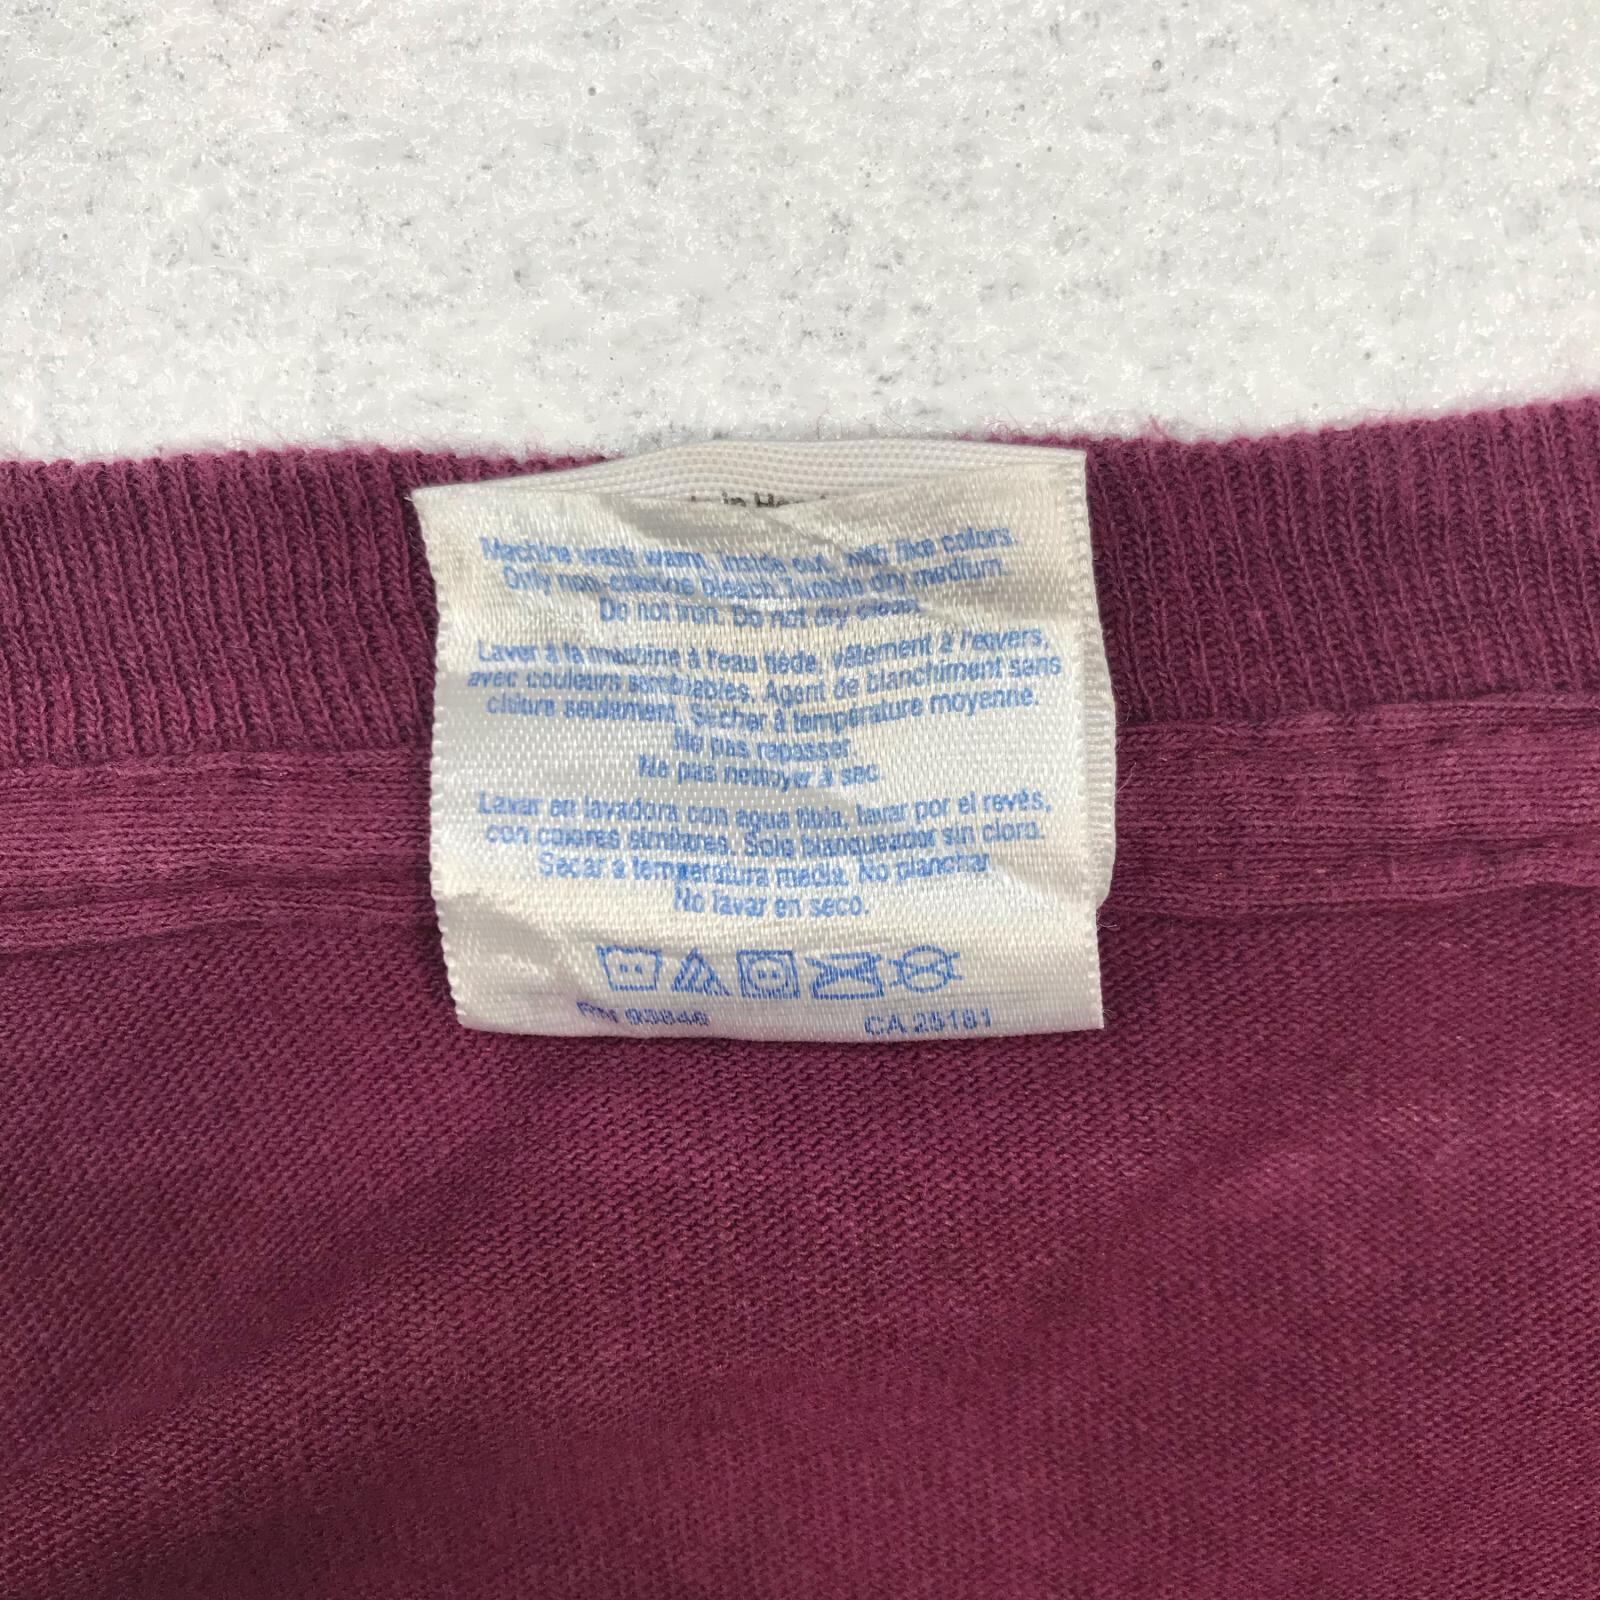 in
Machine wash warm, inside out, with like colors.
Only non-chlorine bleach. Tumble dry medium.
Do not iron. Do not dry clean.
Laver à la machine à l'eau tiède, vêtement à l'envers,
avec couleurs semblables. Agent de blanchiment sans
chlore seulement. Sécher à température moyenne.
Ne pas repasser.
Ne pas nettoyer à sec.
Lavar en lavadora con agua tibia, lavar por el revés,
con colores similares. Solo blanqueador sin cloro.
Secar a temperatura media. No planchar.
No lavar en seco.
RN CA 25181